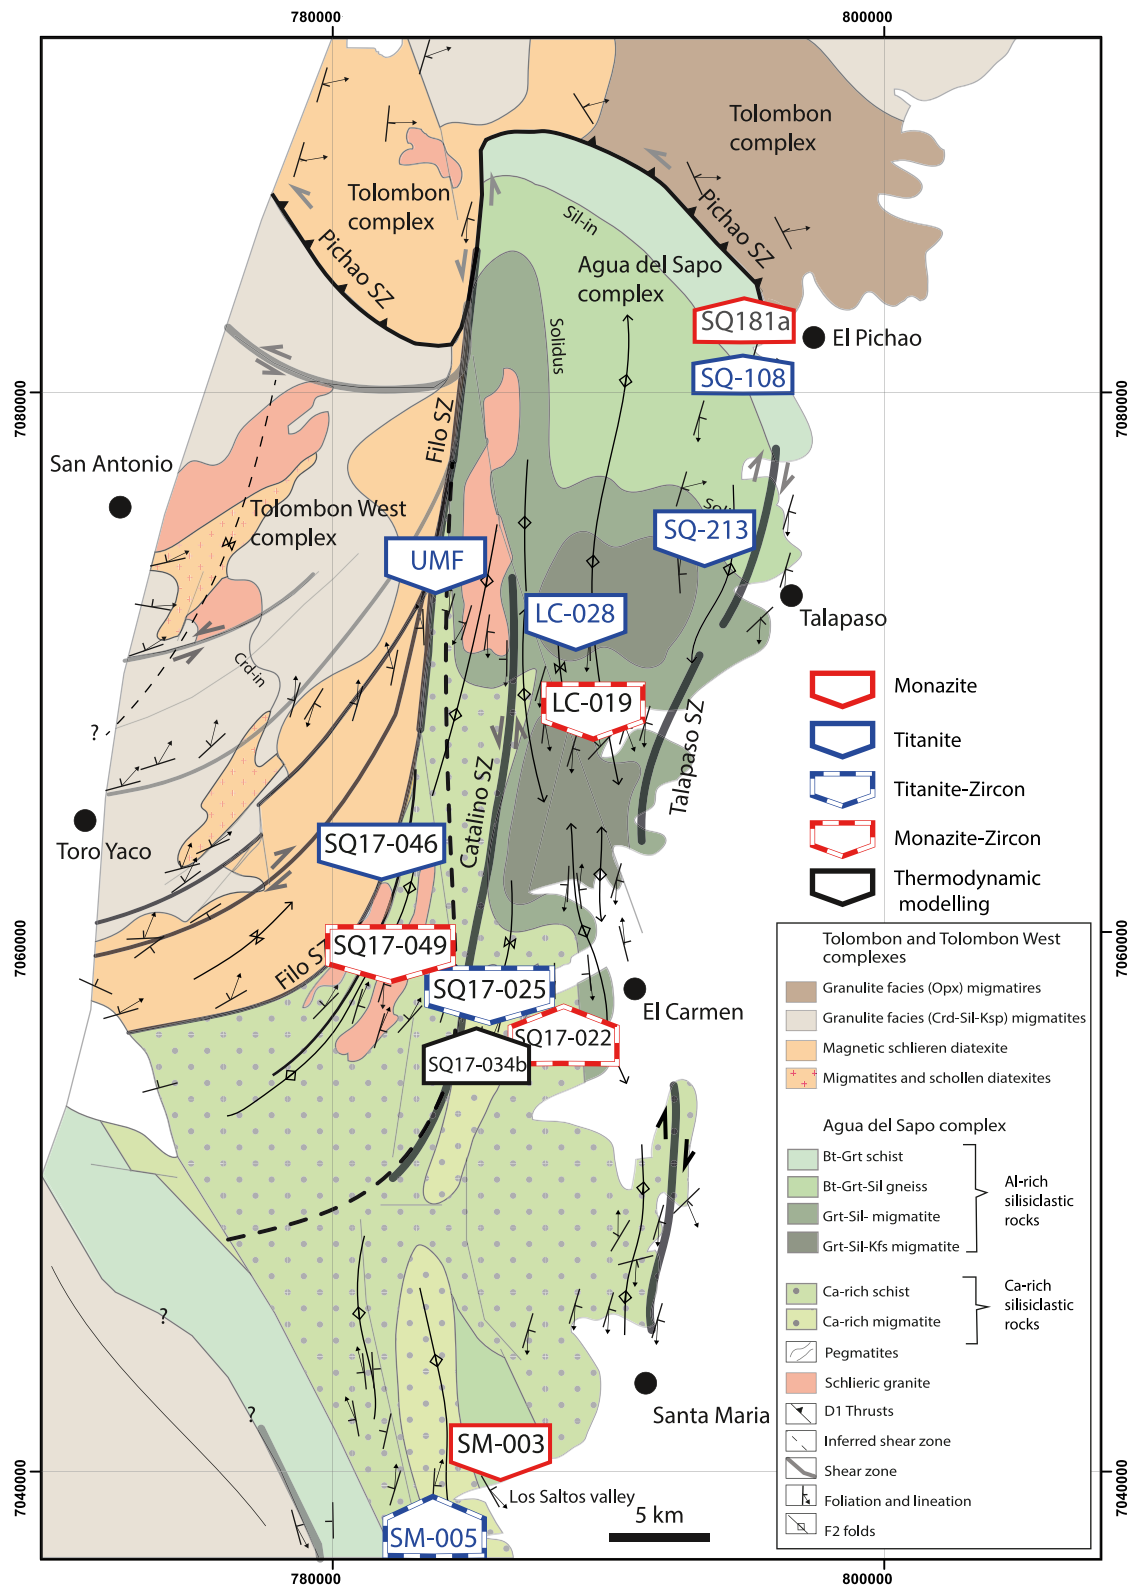 780000
800000
Tolombon
complex
Tolombon
complex
Pichao SZ
Pichao SZ
Sil-in
Agua del Sapo
complex
Solidus
SQ181a
El Pichao
SQ-108
7080000
7080000
Filo SZ
San Antonio
Tolombon West
complex
SQ-213
UMF
LC-028
Talapaso
Crd-in
LC-019
?
Talapaso SZ
Catalino SZ
Toro Yaco
SQ17-046
Monazite
Titanite
Titanite-Zircon
Monazite-Zircon
Thermodynamic
modelling
7060000
7060000
Filo S
SQ17-049
SQ17-025
El Carmen
SQ17-022
SQ17-034b
Tolombon and Tolombon West
complexes
Granulite facies (Opx) migmatires
Granulite facies (Crd-Sil-Ksp) migmatites
Magnetic schlieren diatexite
Migmatites and schollen diatexites
Agua del Sapo complex
Bt-Grt schist
Bt-Grt-Sil gneiss
Grt-Sil- migmatite
Grt-Sil-Kfs migmatite
Al-rich
silisiclastic
rocks
Ca-rich schist
Ca-rich migmatite
Ca-rich
silisiclastic
rocks
Pegmatites
Schlieric granite
D1 Thrusts
Inferred shear zone
Shear zone
Foliation and lineation
F2 folds
?
?
Santa Maria
SM-003
Los Saltos valley
5 km
SM-005
7040000
7040000
780000
800000